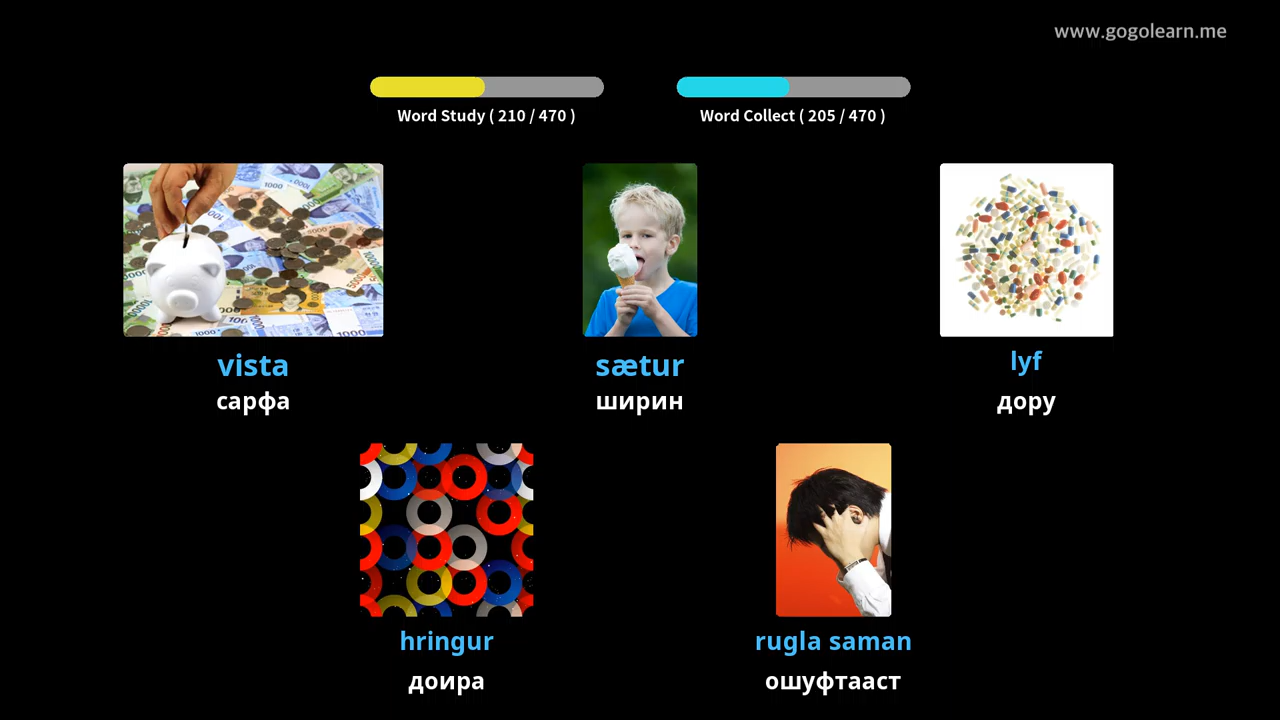 www.gogolearn.me
Word Study ( 210 / 470 )
Word Collect ( 205 / 470 )
vista
сарфа
sætur
ширин
lyf
дору
hringur
доира
rugla saman
ошуфтааст